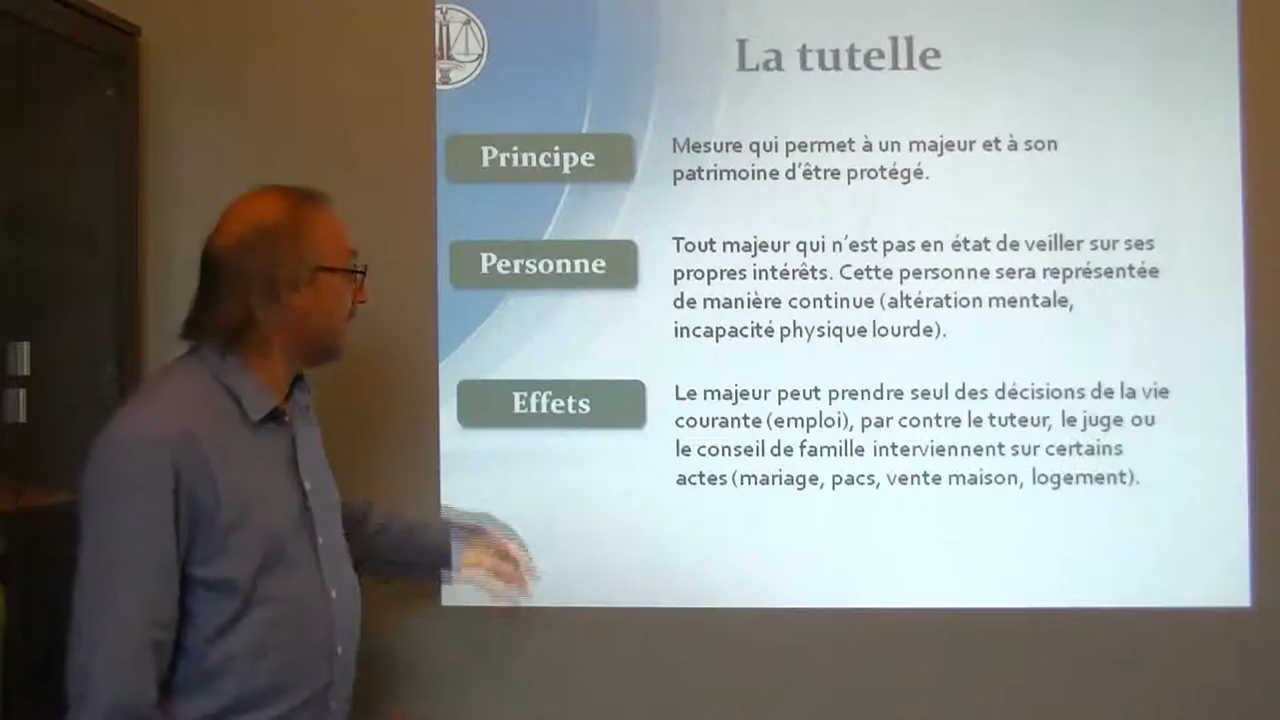 La tutelle
Principe
Mesure qui permet à un majeur et à son
patrimoine d'être protégé.
Personne
Tout majeur qui n'est pas en état de veiller sur ses
propres intérêts. Cette personne sera représentée
de manière continue (altération mentale,
incapacité physique lourde).
Effets
Le majeur peut prendre seul des décisions de la vie
courante (emploi), par contre le tuteur, le juge ou
le conseil de famille interviennent sur certains
actes (mariage, pacs, vente maison, logement).